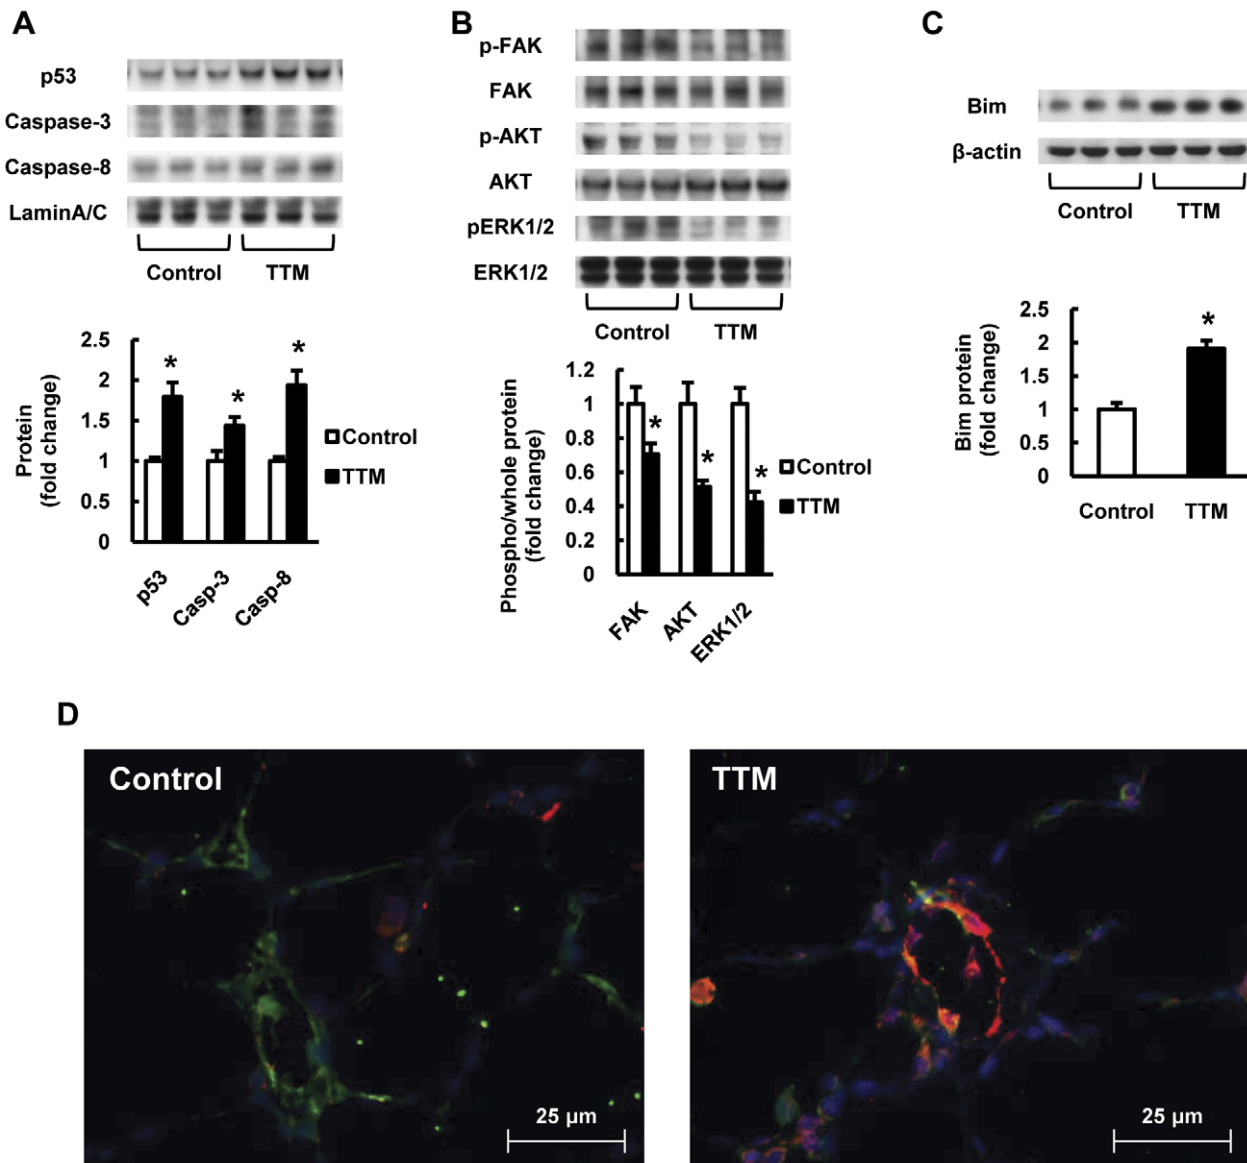 A
p53
Caspase-3
Caspase-8
LaminA/C
Control TTM
Protein
(fold change)
2.5
*
*
*
2
1.5
1
0.5
0
Control
TTM
p53
Casp-3
Casp-8
B
p-FAK
FAK
p-AKT
AKT
pERK1/2
ERK1/2
Control TTM
Phospho/whole protein
(fold change)
1.2
1
0.8
0.6
0.4
0.2
0
*
*
*
Control
TTM
FAK
AKT
ERK1/2
C
Bim
β-actin
Control TTM
Bim protein
(fold change)
2.5
2
1.5
1
0.5
0
*
Control TTM
D
Control
25 μm
TTM
25 μm